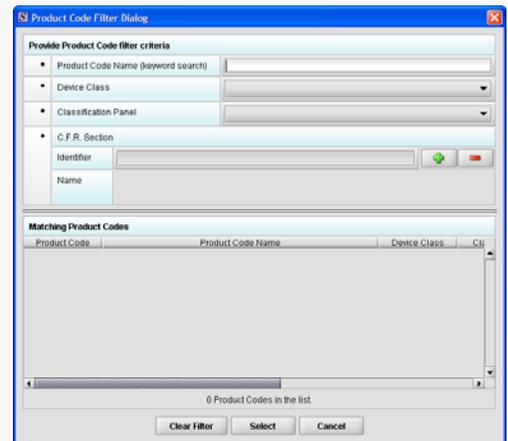 Product Code Filter Dialog
Provide Product Code filter criteria
Product Code Name (keyword search)
Device Class
Classification Panel
C.F.R. Section
Identifier
Name
Matching Product Codes
Product Code Product Code Name Device Class Cla
0 Product Codes in the list.
Clear Filter Select Cancel